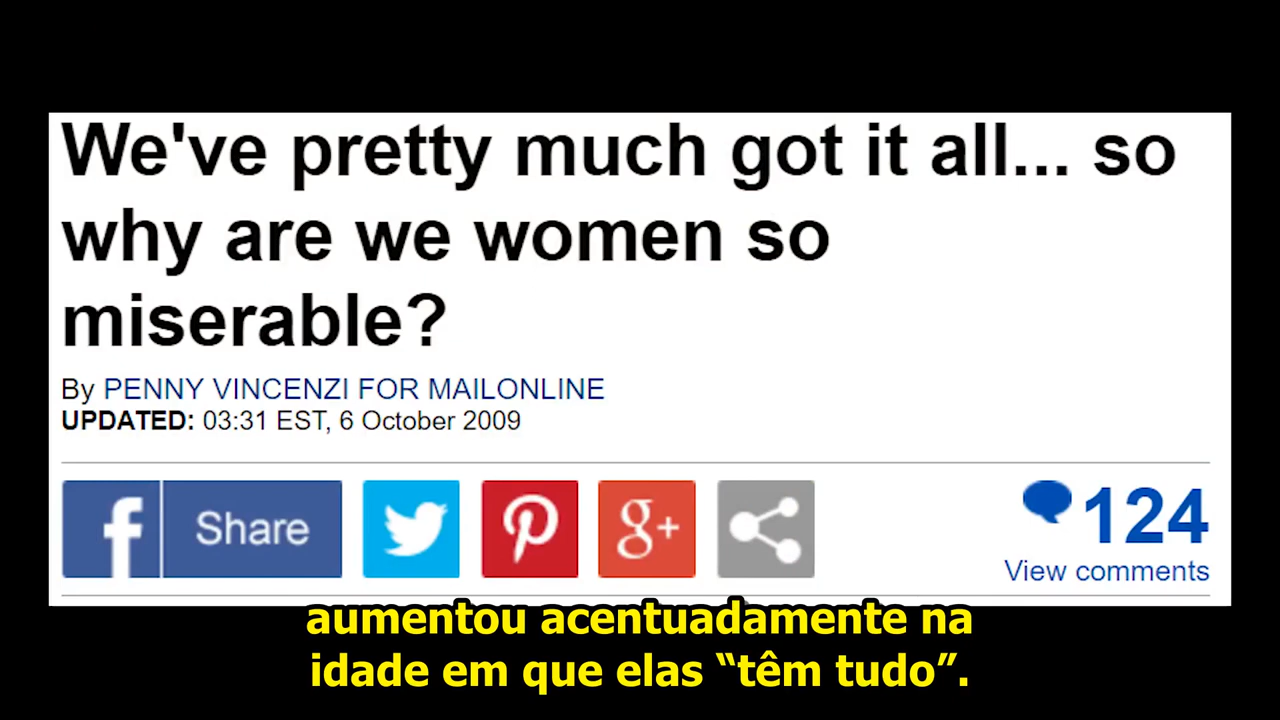 We've pretty much got it all... so
why are we women so
miserable?
By PENNY VINCENZI FOR MAILONLINE
UPDATED: 03:31 EST, 6 October 2009
f Share
g+
124
View comments
aumentou acentuadamente na
idade em que elas “têm tudo”.